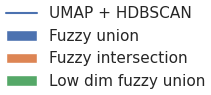 UMAP + HDBSCAN
Fuzzy union
Fuzzy intersection
Low dim fuzzy union